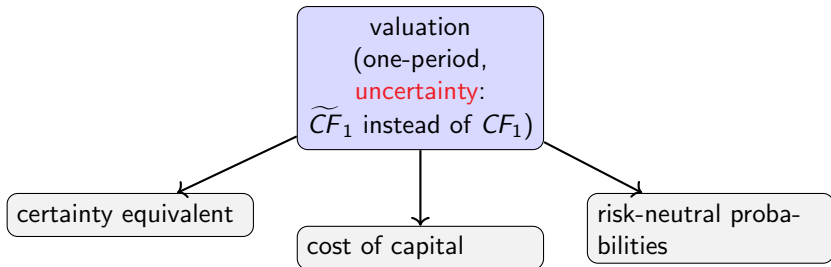 valuation
(one-period,
uncertainty:
C͠F₁ instead of CF₁)
certainty equivalent
cost of capital
risk-neutral proba-
bilities